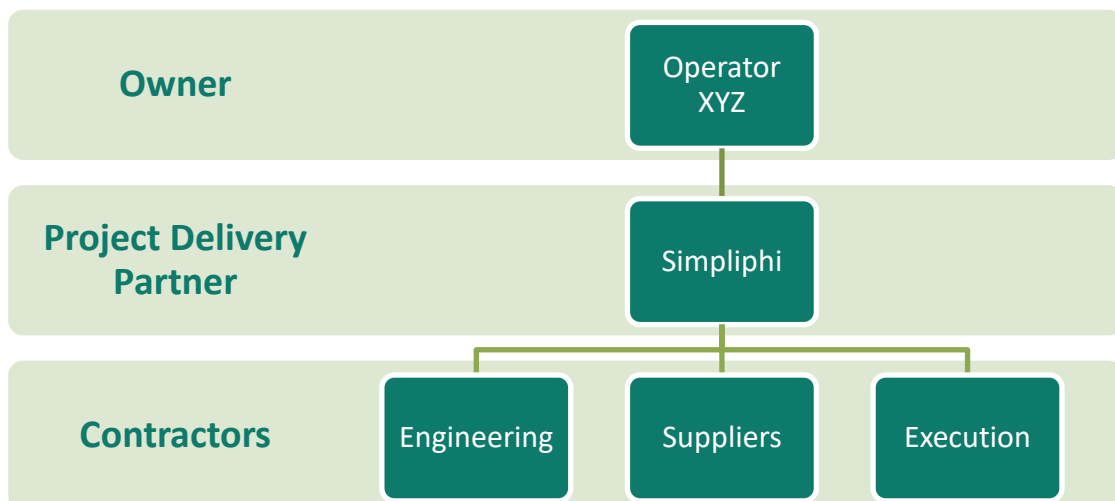 Owner
Operator
XYZ
Project Delivery
Partner
Simpliphi
Contractors
Engineering
Suppliers
Execution